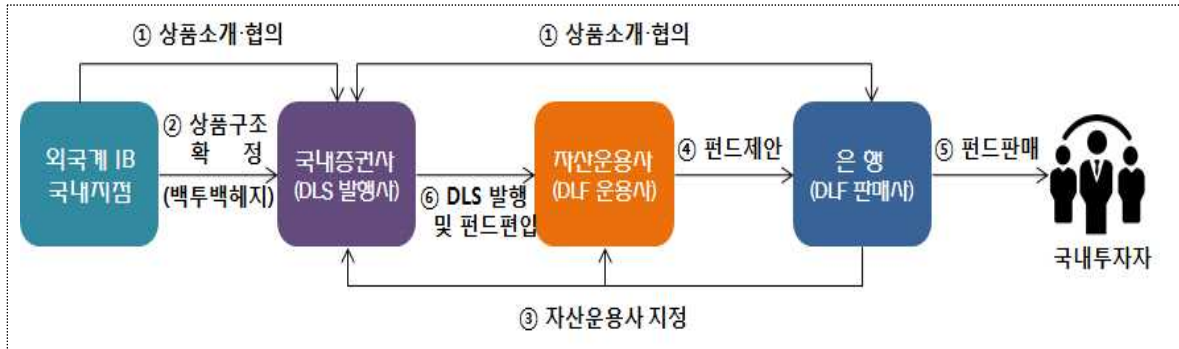 ① 상품소개·협의
① 상품소개·협의
외국계 IB
국내지점
② 상품구조
확 정
(백투백헤지)
국내증권사
(DLS 발행사)
⑥ DLS 발행
및 펀드편입
자산운용사
(DLF 운용사)
④ 펀드제안
은 행
(DLF 판매사)
⑤ 펀드판매
국내투자자
③ 자산운용사 지정